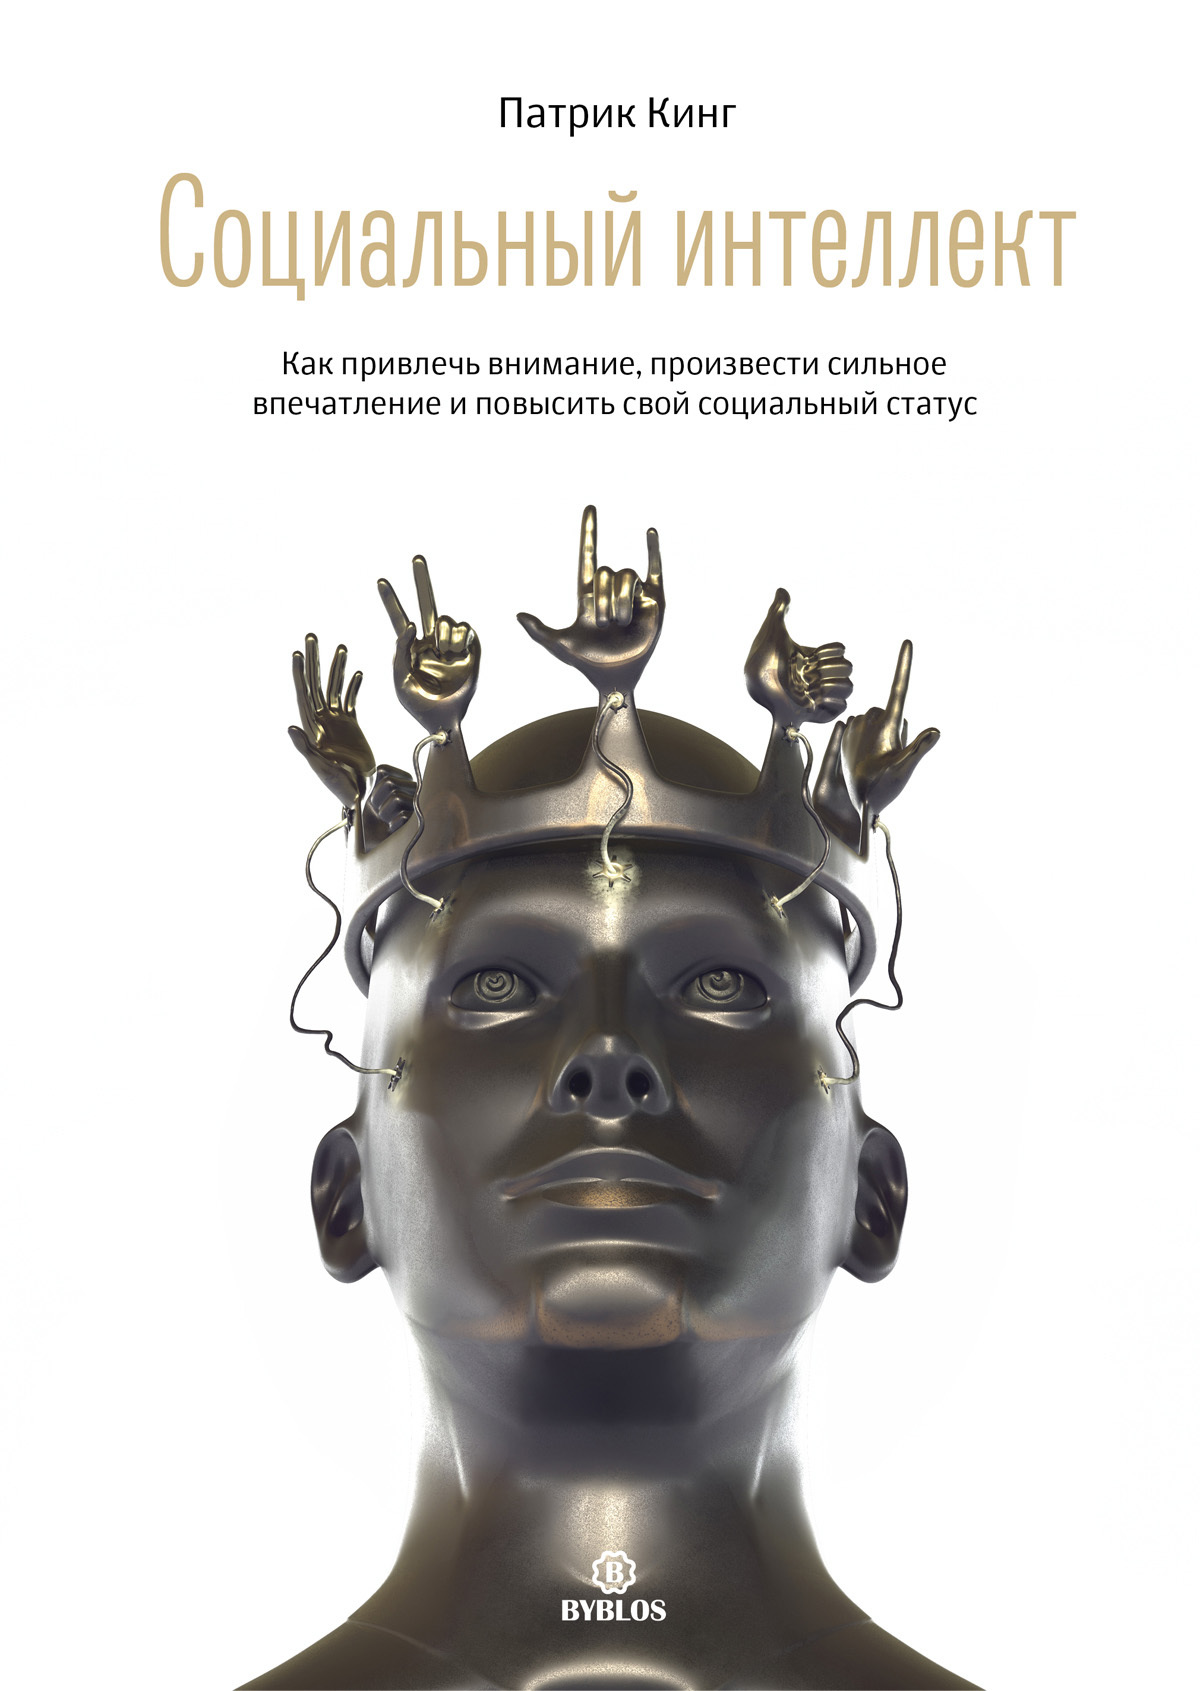 Патрик Кинг
Социальный интеллект
Как привлечь внимание, произвести сильное
впечатление и повысить свой социальный статус
B
BYBLOS